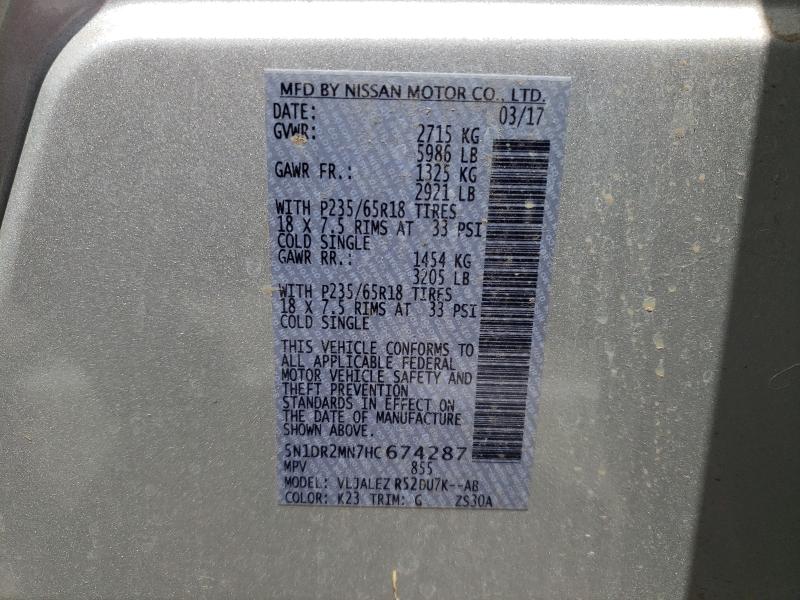 MFD BY NISSAN MOTOR CO., LTD.
DATE: 03/17
GVWR: 2715 KG
5986 LB
GAWR FR.: 1325 KG
2921 LB
WITH P235/65R18 TIRES
18 X 7.5 RIMS AT 33 PSI
COLD SINGLE
GAWR RR.: 1454 KG
3205 LB
WITH P235/65R18 TIRES
18 X 7.5 RIMS AT 33 PSI
COLD SINGLE
THIS VEHICLE CONFORMS TO
ALL APPLICABLE FEDERAL
MOTOR VEHICLE SAFETY AND
THEFT PREVENTION
STANDARDS IN EFFECT ON
THE DATE OF MANUFACTURE
SHOWN ABOVE.
5N1DR2MN7HC674287
MPV 855
MODEL: VLJALEZ R52DU7K--AB
COLOR: K23 TRIM: G ZS30A